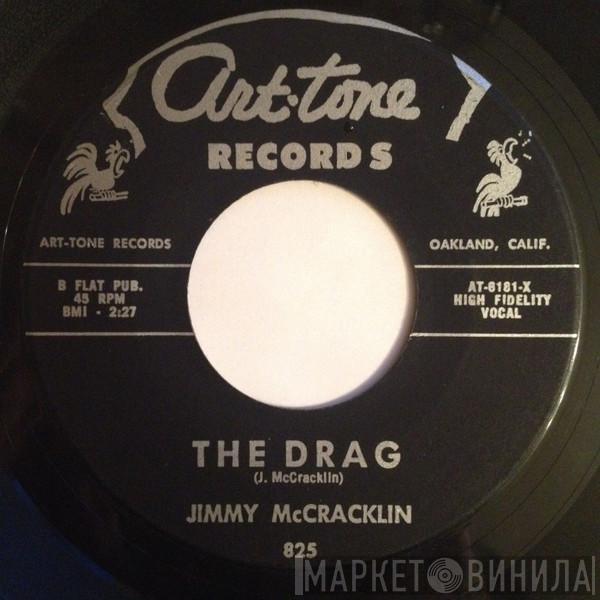 Art-tone
RECORDS
ART-TONE RECORDS
OAKLAND, CALIF.
B FLAT PUB.
45 RPM
BMI - 2:27
AT-6181-X
HIGH FIDELITY
VOCAL
THE DRAG
(J. McCracklin)
JIMMY McCRACKLIN
825
МАРКЕТ ВИНИЛА